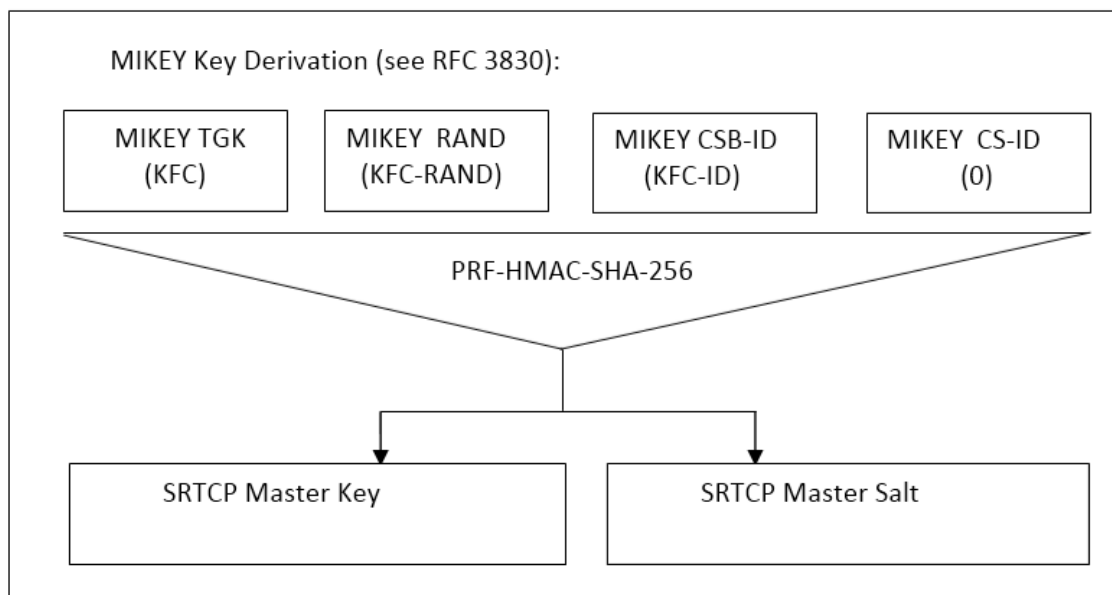 MIKEY Key Derivation (see RFC 3830):
MIKEY TGK
(KFC)
MIKEY RAND
(KFC-RAND)
MIKEY CSB-ID
(KFC-ID)
MIKEY CS-ID
(0)
PRF-HMAC-SHA-256
SRTCP Master Key
SRTCP Master Salt